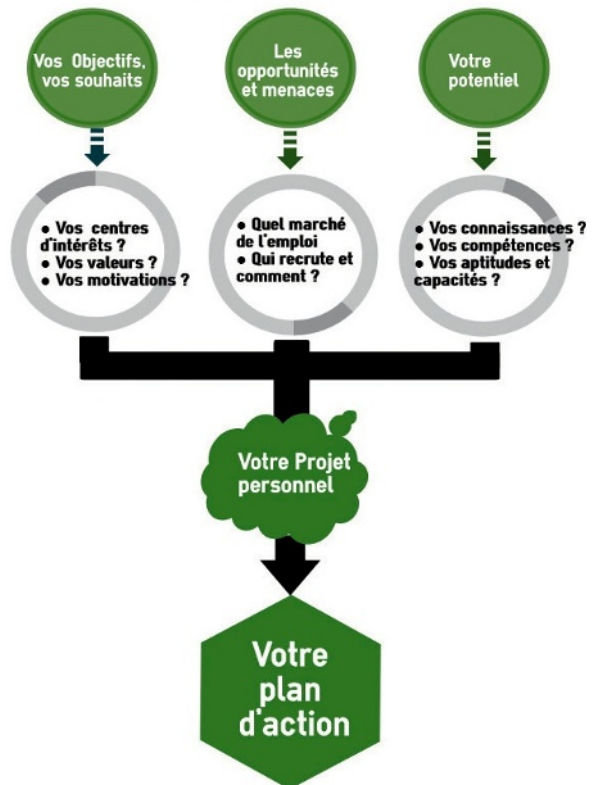 Vos Objectifs,
vos souhaits
Les
opportunités
et menaces
Votre
potentiel
● Vos centres
d'intérêts ?
● Vos valeurs ?
● Vos motivations ?
● Quel marché
de l'emploi
● Qui recrute et
comment ?
● Vos connaissances ?
● Vos compétences ?
● Vos aptitudes et
capacités ?
Votre Projet
personnel
Votre
plan
d'action